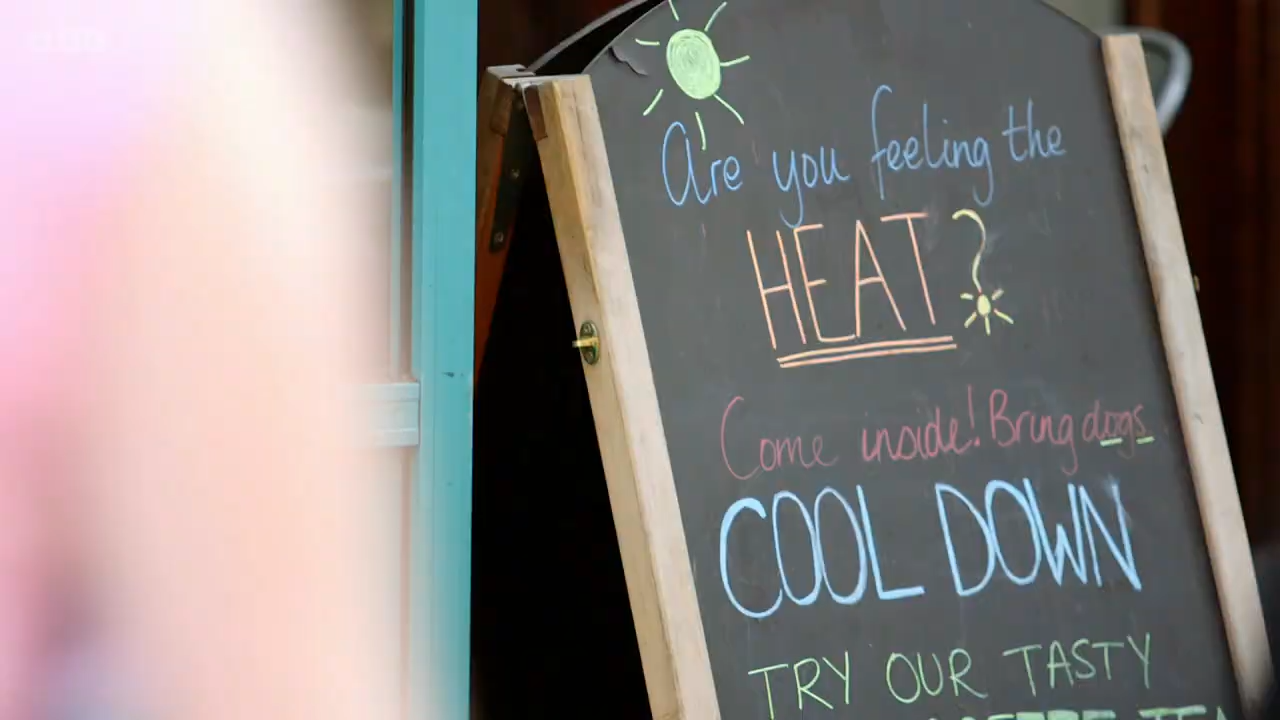 Are you feeling the
HEAT?
Come inside! Bring dogs.
COOL DOWN
TRY OUR TASTY